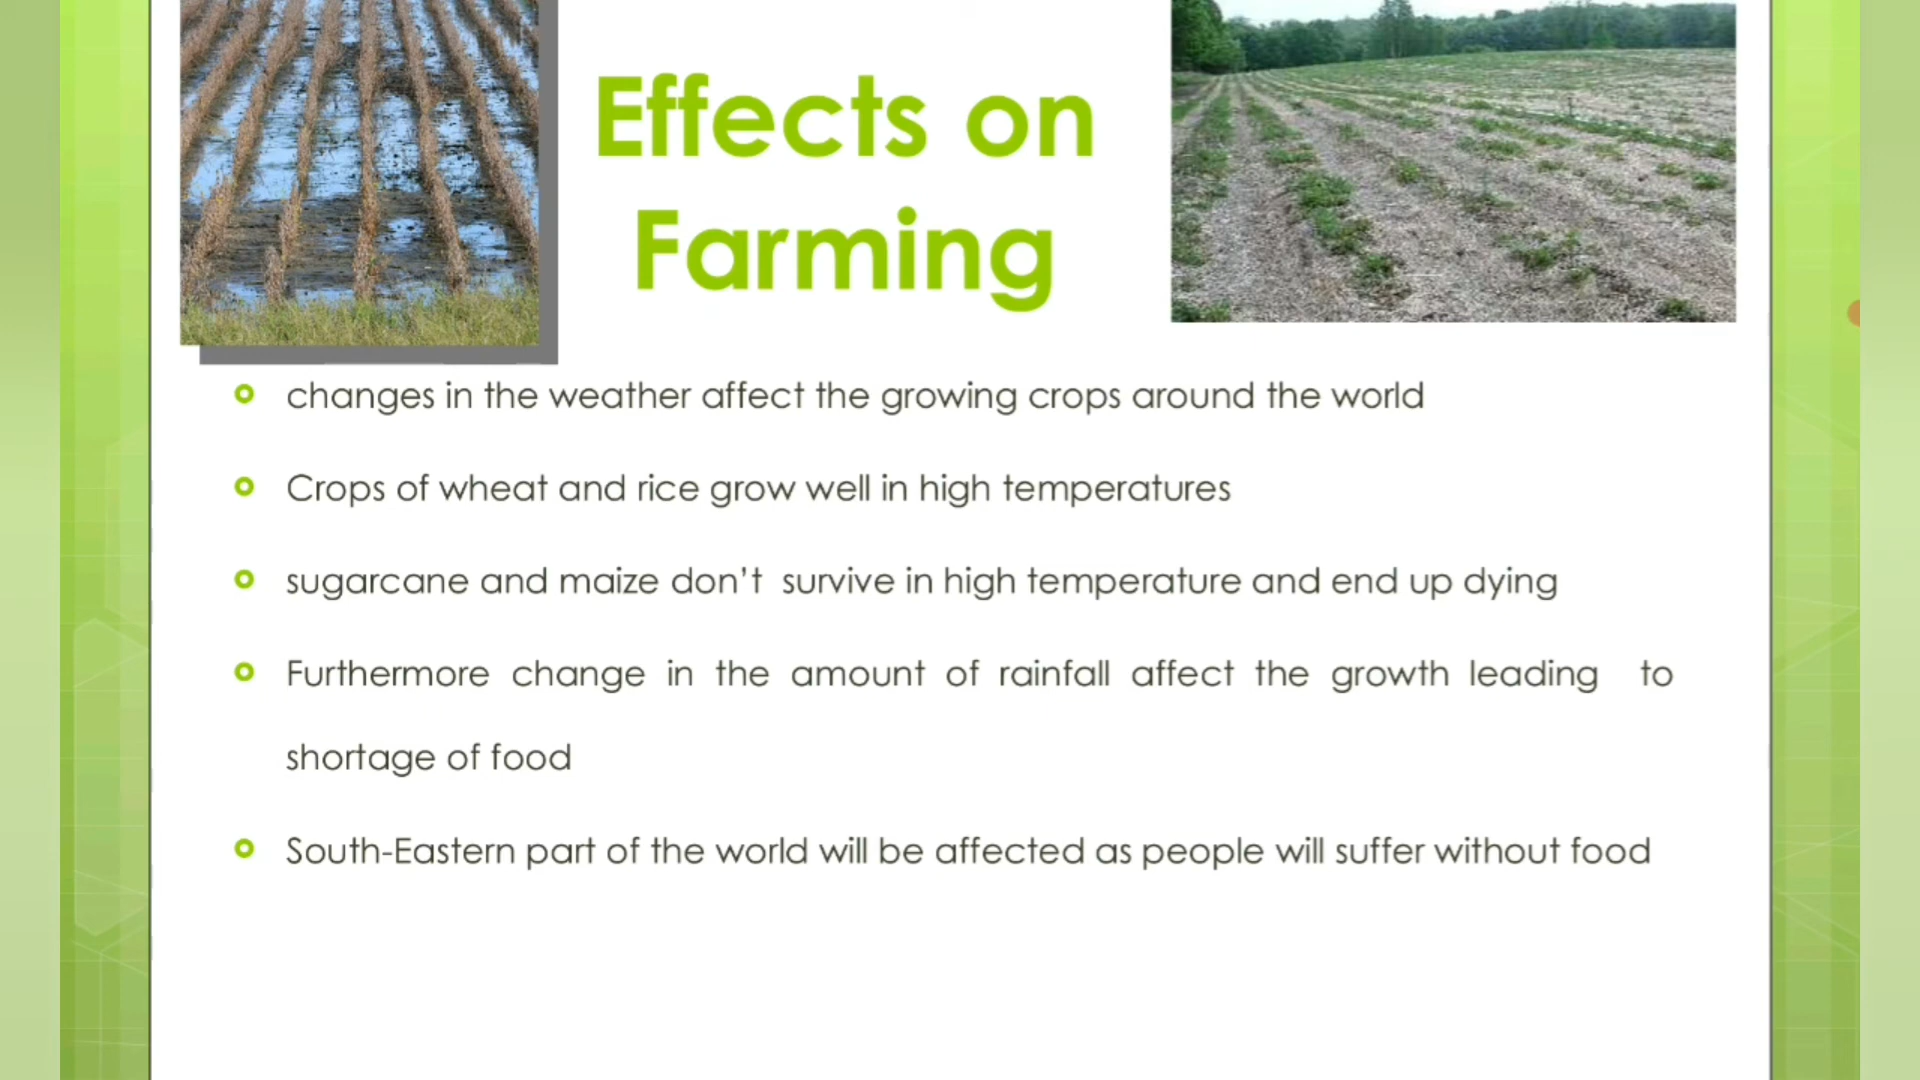 Effects on
Farming
changes in the weather affect the growing crops around the world
Crops of wheat and rice grow well in high temperatures
sugarcane and maize don’t  survive in high temperature and end up dying
Furthermore change in the amount of rainfall affect the growth leading  to
shortage of food
South-Eastern part of the world will be affected as people will suffer without food